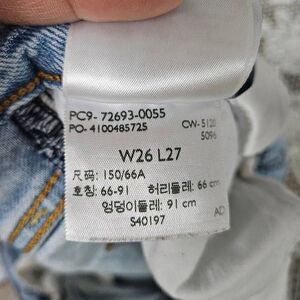 PC9- 72693-0055
PO- 4100485725 CW- 5120
5096
W26 L27
尺码: 150/66A
호칭: 66-91 허리둘레: 66 cm
엉덩이둘레: 91 cm
S40197 AD